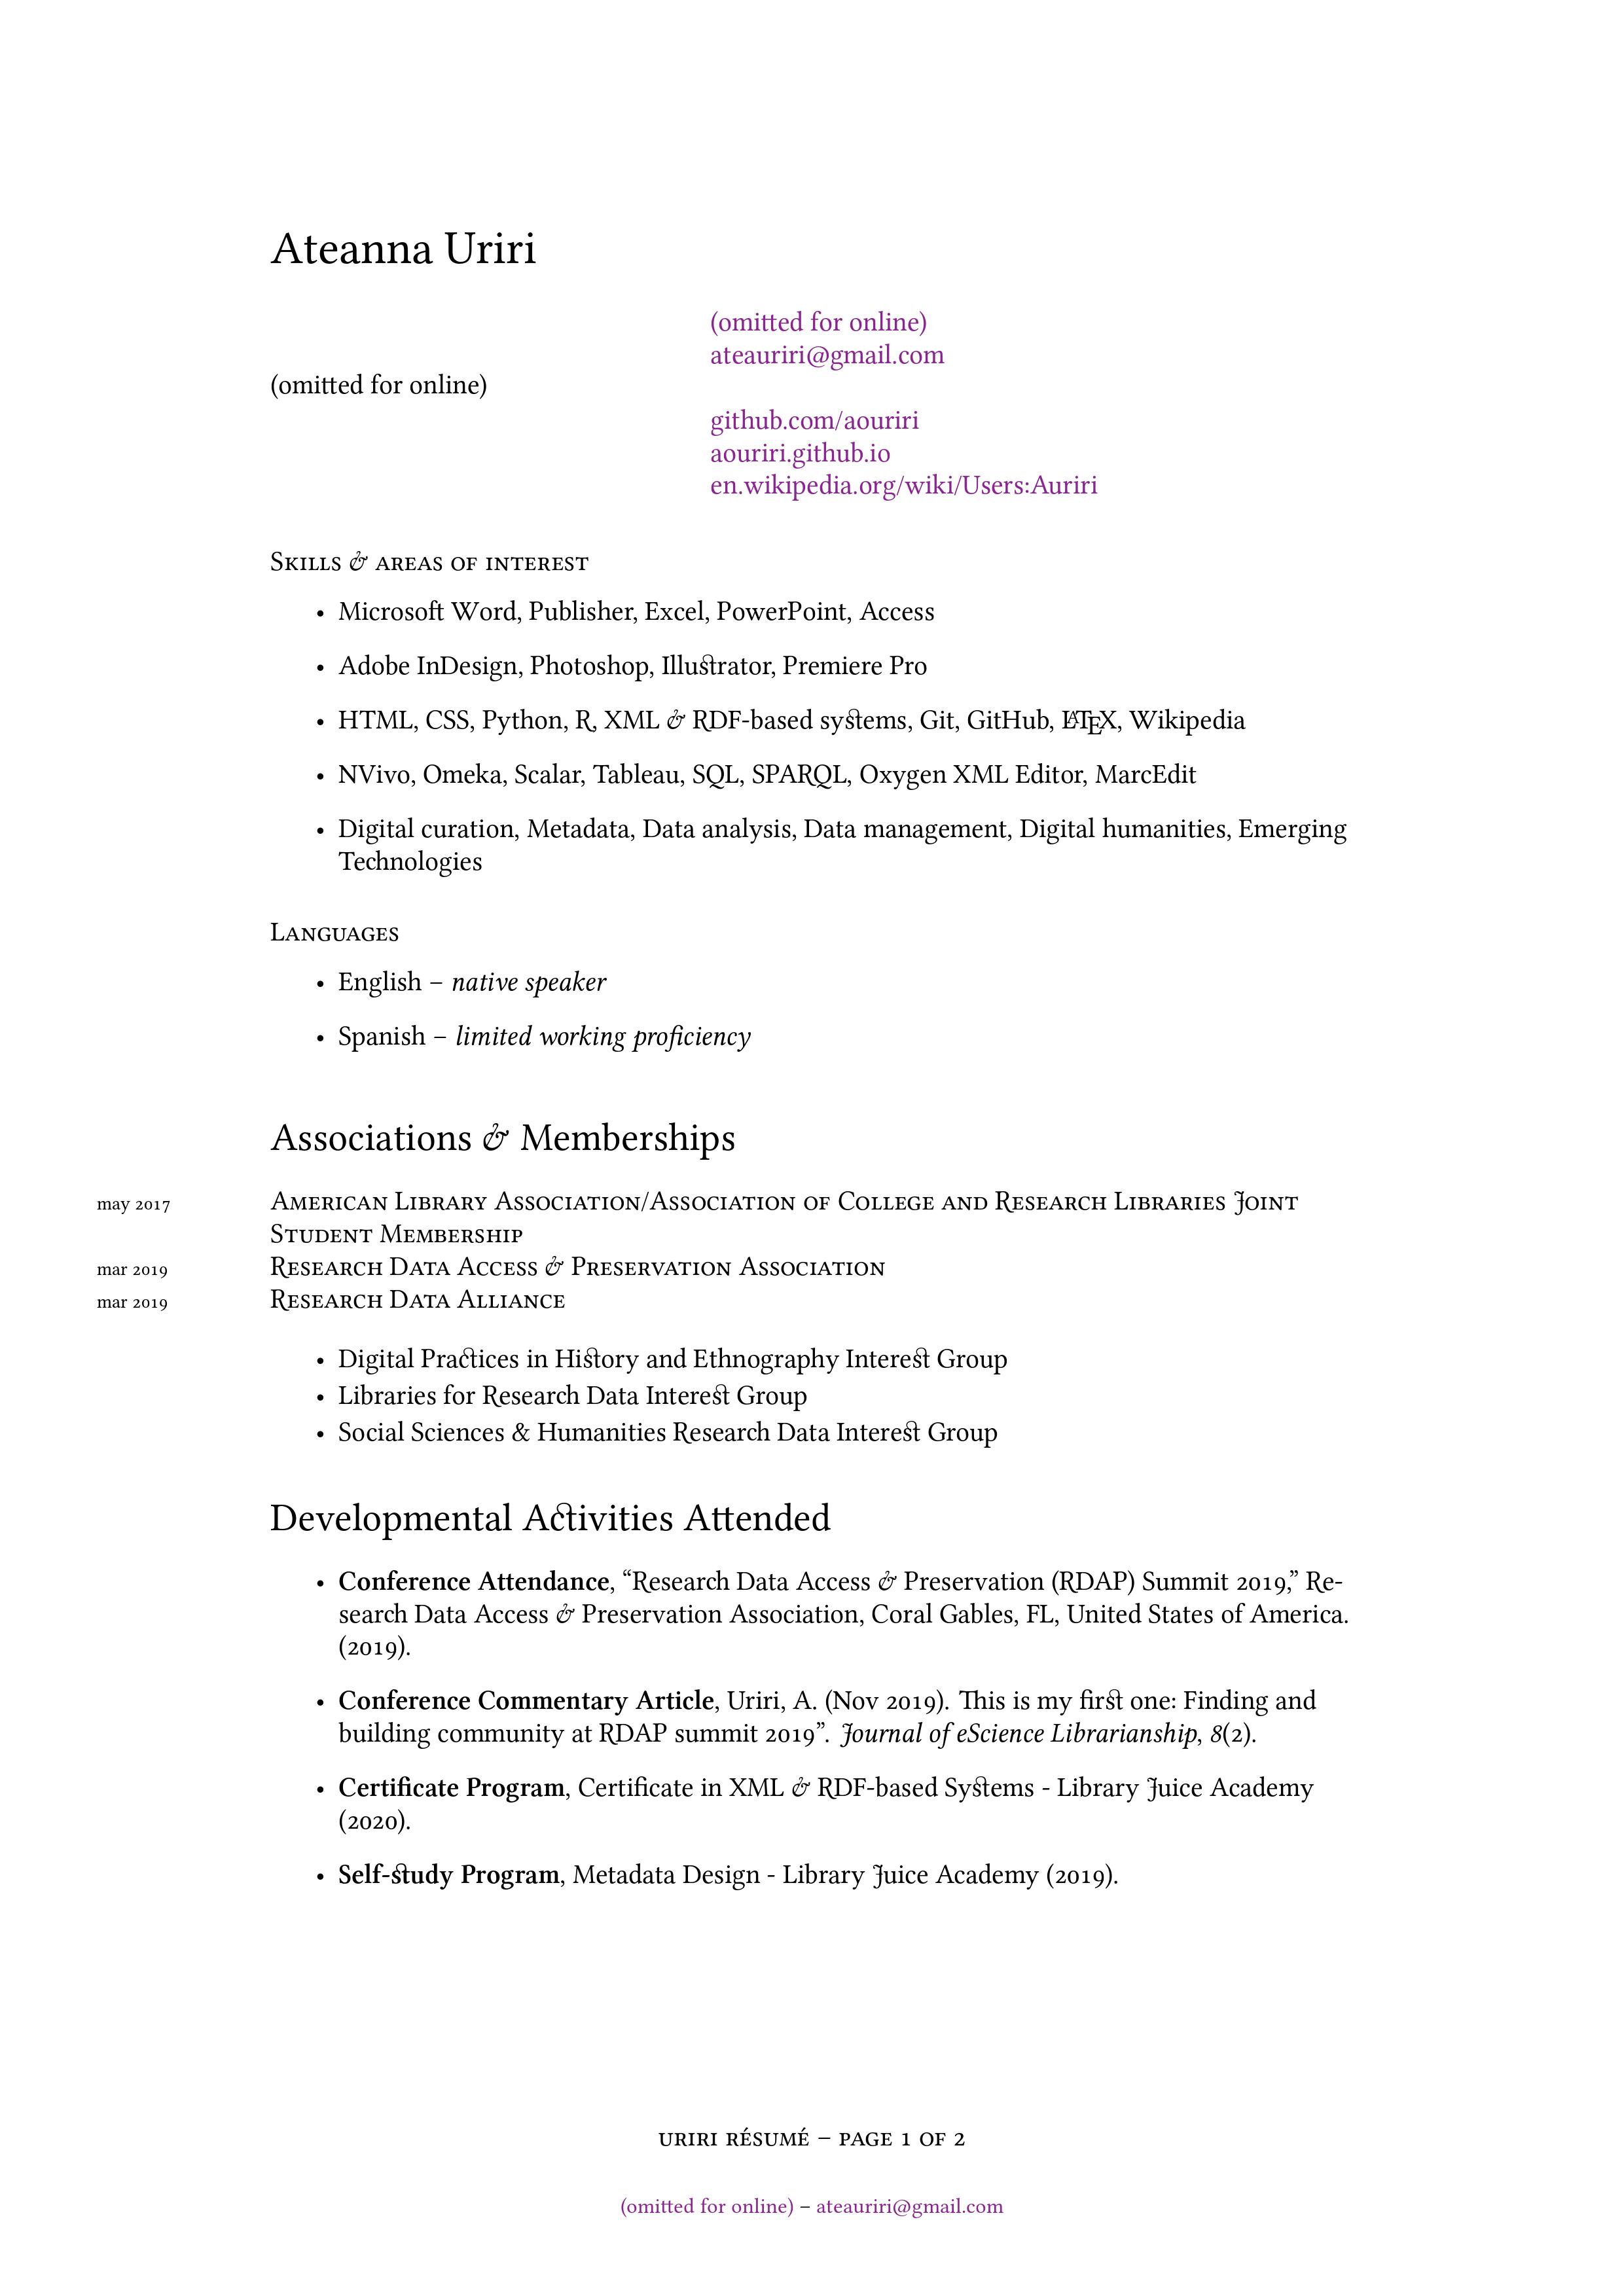 Ateanna Uriri
(omitted for online)
ateauriri@gmail.com
(omitted for online)
github.com/aouriri
aouriri.github.io
en.wikipedia.org/wiki/Users:Auriri
Skills & areas of interest
• Microsoft Word, Publisher, Excel, PowerPoint, Access
• Adobe InDesign, Photoshop, Illustrator, Premiere Pro
• HTML, CSS, Python, R, XML & RDF-based systems, Git, GitHub, LATEX, Wikipedia
• NVivo, Omeka, Scalar, Tableau, SQL, SPARQL, Oxygen XML Editor, MarcEdit
• Digital curation, Metadata, Data analysis, Data management, Digital humanities, Emerging
Technologies
Languages
• English – native speaker
• Spanish – limited working proficiency
Associations & Memberships
may 2017 American Library Association/Association of College and Research Libraries Joint
Student Membership
mar 2019 Research Data Access & Preservation Association
mar 2019 Research Data Alliance
• Digital Practices in History and Ethnography Interest Group
• Libraries for Research Data Interest Group
• Social Sciences & Humanities Research Data Interest Group
Developmental Activities Attended
• Conference Attendance, “Research Data Access & Preservation (RDAP) Summit 2019,” Re-
search Data Access & Preservation Association, Coral Gables, FL, United States of America.
(2019).
• Conference Commentary Article, Uriri, A. (Nov 2019). This is my first one: Finding and
building community at RDAP summit 2019”. Journal of eScience Librarianship, 8(2).
• Certificate Program, Certificate in XML & RDF-based Systems - Library Juice Academy
(2020).
• Self-study Program, Metadata Design - Library Juice Academy (2019).
uriri résumé – page 1 of 2
(omitted for online) – ateauriri@gmail.com